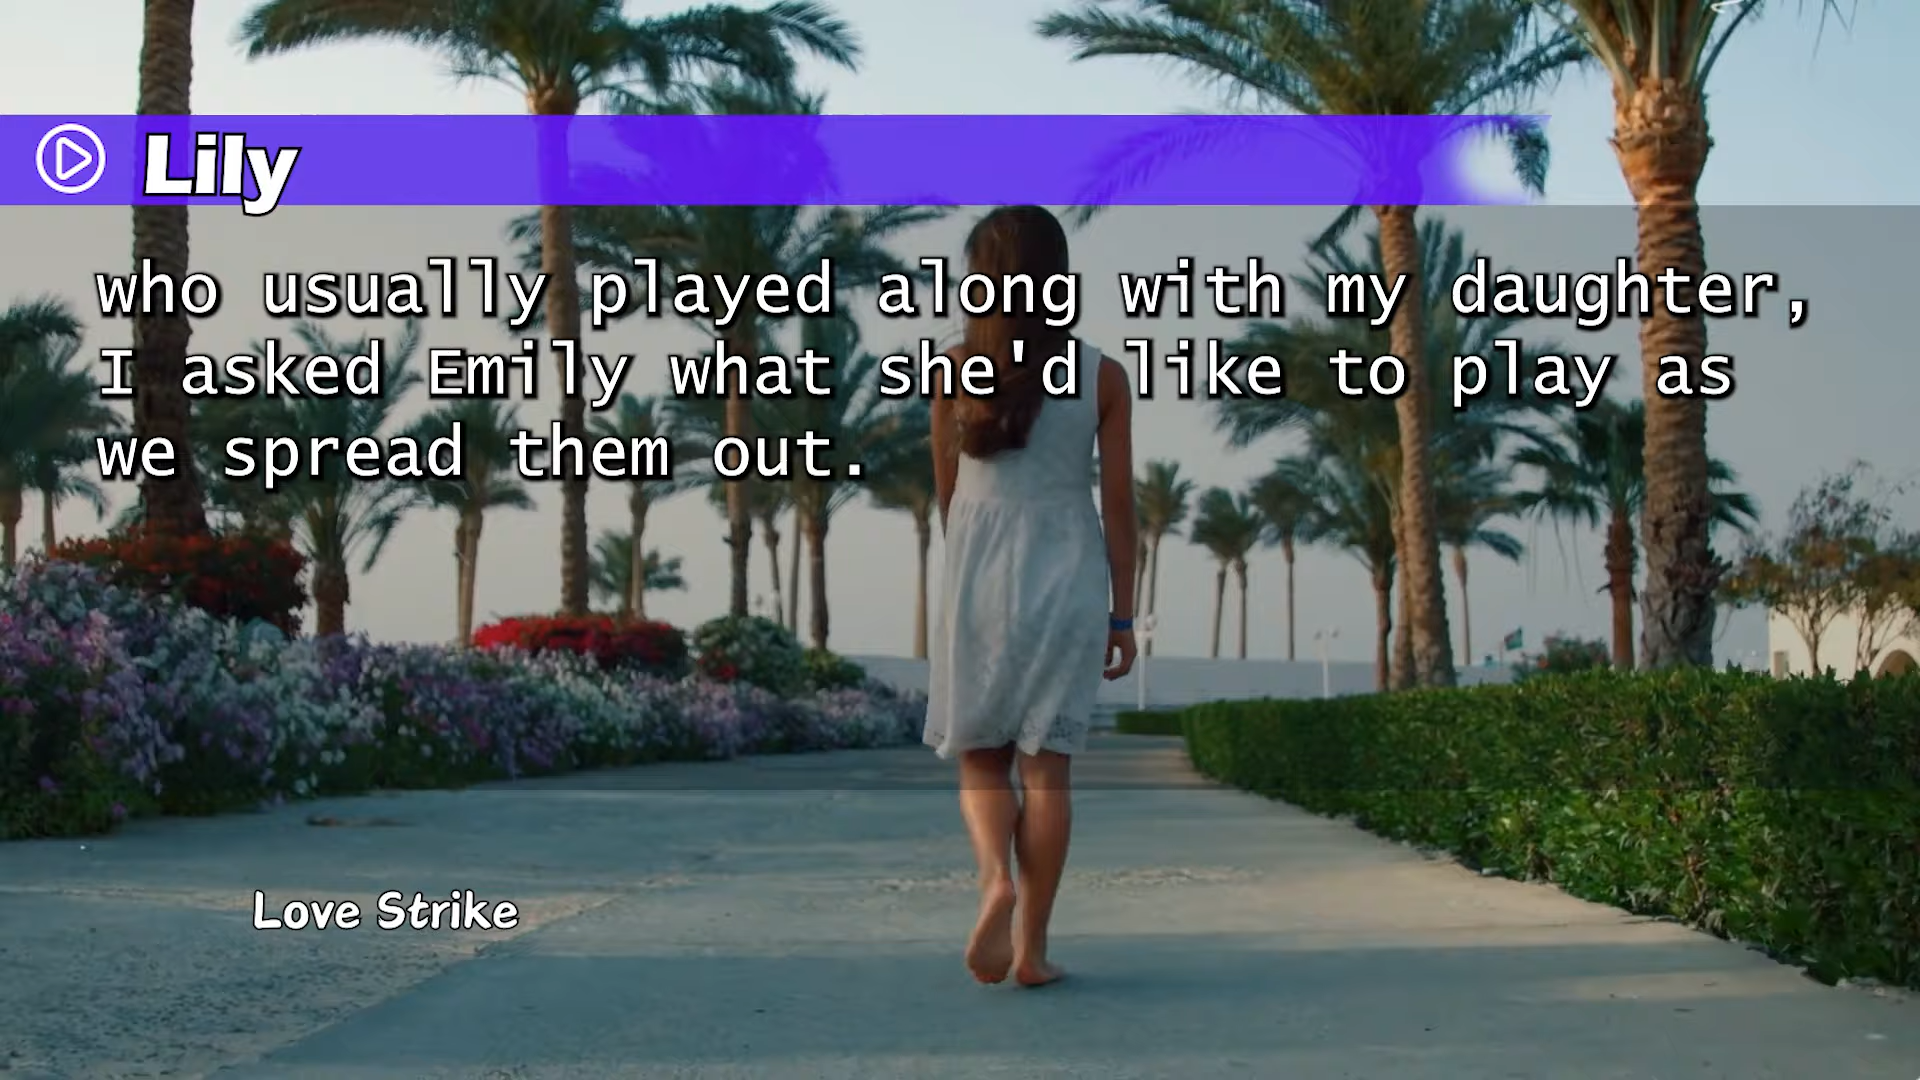 Lily
who usually played along with my daughter,
I asked Emily what she'd like to play as
we spread them out.
Love Strike